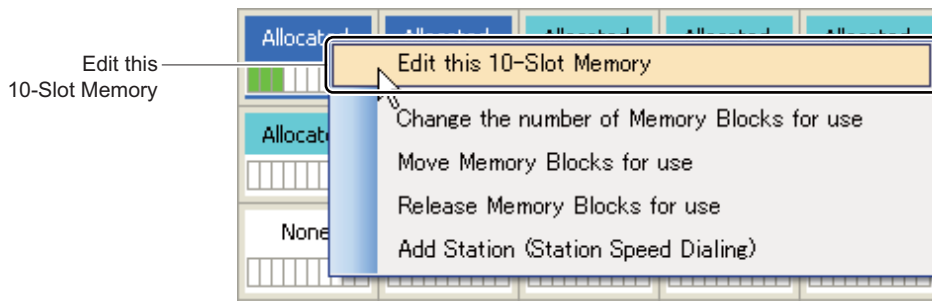 Edit this
10-Slot Memory
Edit this 10-Slot Memory
Change the number of Memory Blocks for use
Move Memory Blocks for use
Release Memory Blocks for use
Add Station (Station Speed Dialing)
None